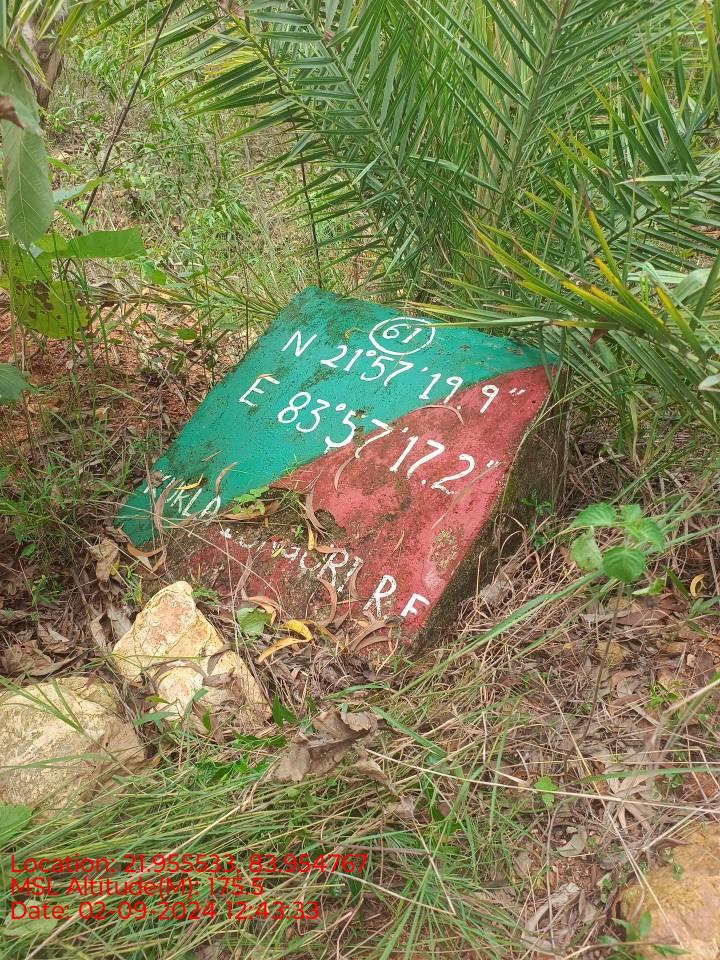 61
N 21°57'19.9"
E 83°57'17.2"
R.F
Location: 21.955533, 83.954767
MSL Altitude(M): 175.5
Date: 02-09-2024 12:43:33